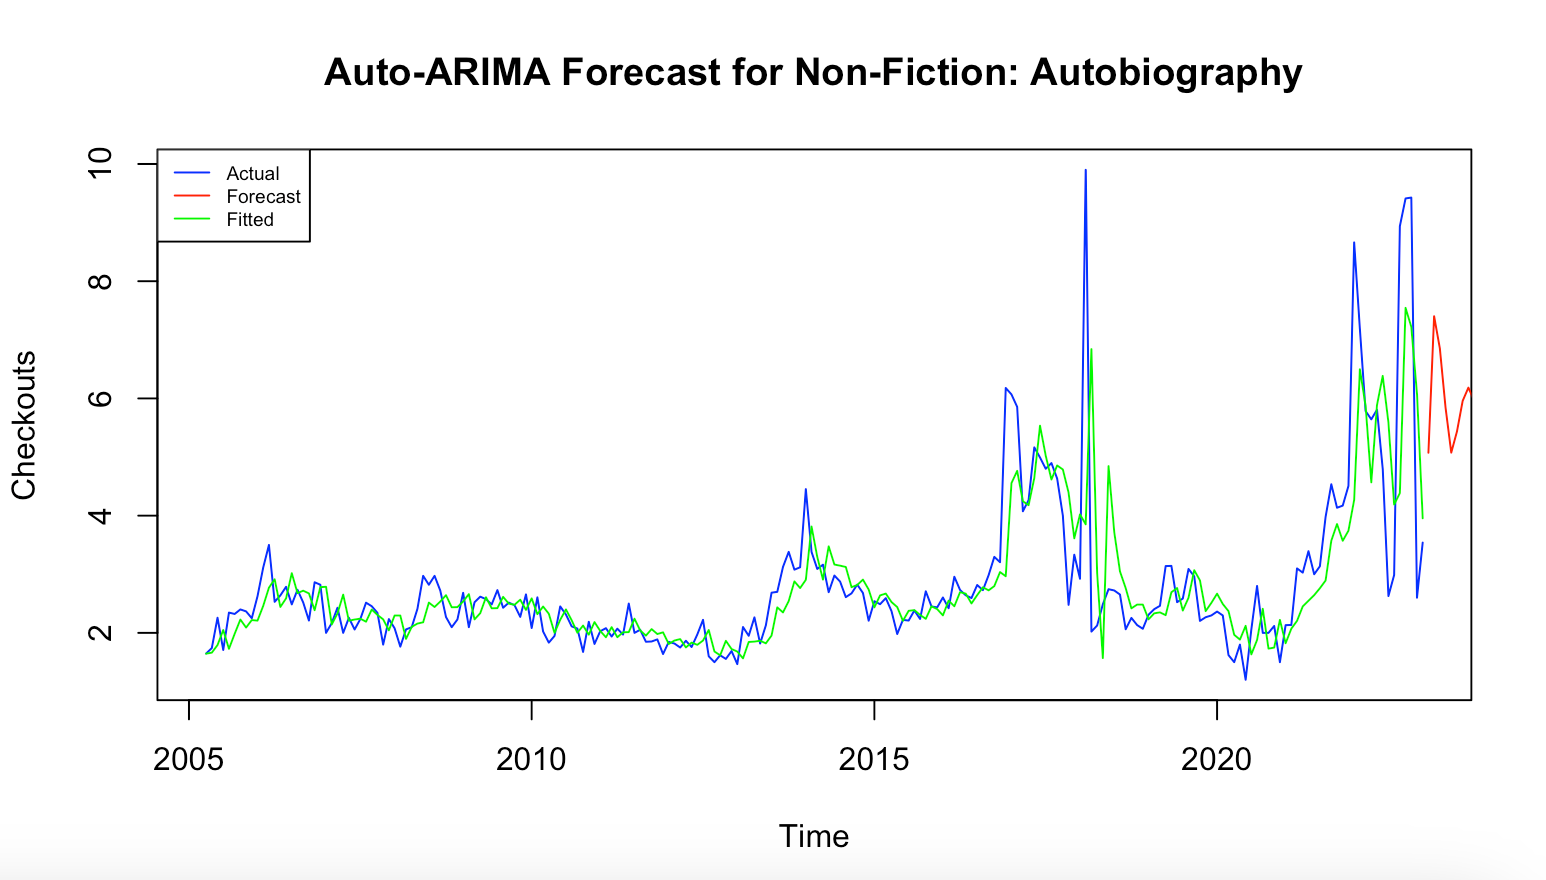 Auto-ARIMA Forecast for Non-Fiction: Autobiography
Actual
Forecast
Fitted
Checkouts
10
8
6
4
2
2005 2010 2015 2020
Time